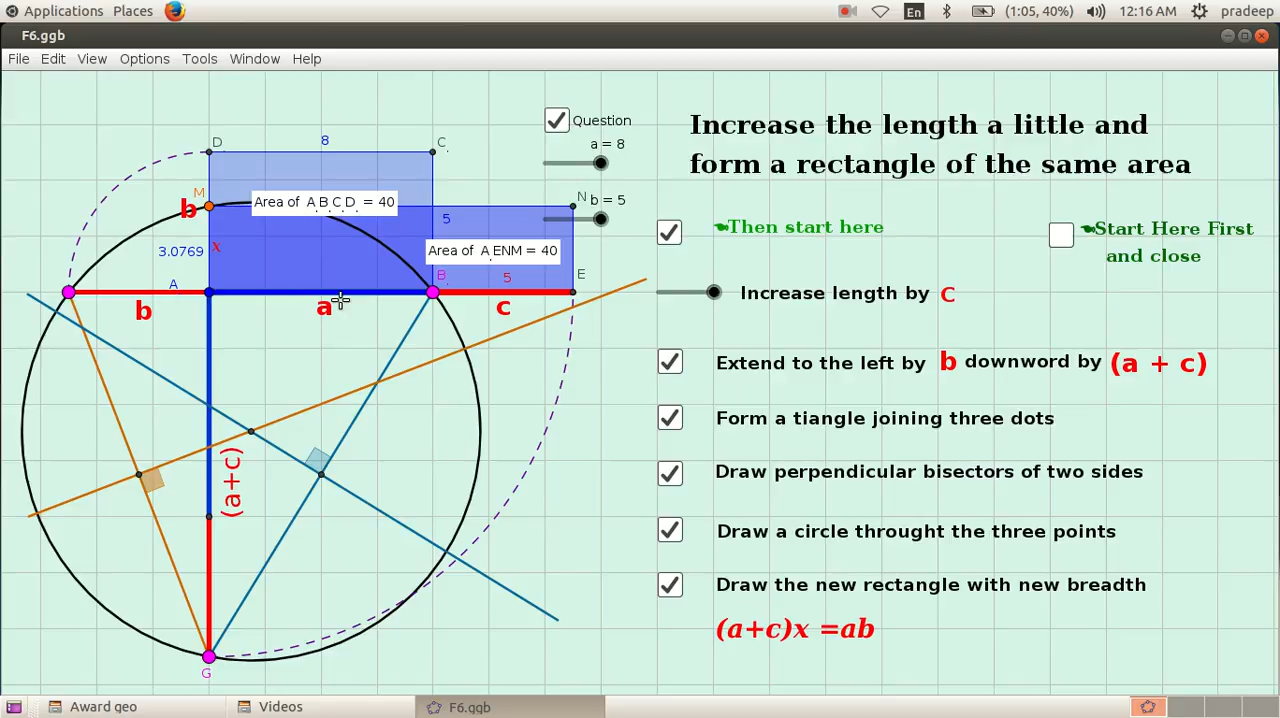 Applications Places En (1:05, 40%) 12:16 AM pradeep
F6.ggb
File Edit View Options Tools Window Help
Question
a = 8
b = 5
Increase the length a little and
form a rectangle of the same area
☚Then start here
☚Start Here First
and close
Increase length by C
Extend to the left by b downword by (a + c)
Form a tiangle joining three dots
Draw perpendicular bisectors of two sides
Draw a circle throught the three points
Draw the new rectangle with new breadth
(a+c)x =ab
D 8 C
M
b
Area of A B C D = 40
N
5
3.0769 x
Area of A ENM = 40
A B 5 E
b a c
(a+c)
G
Award geo Videos F6.ggb